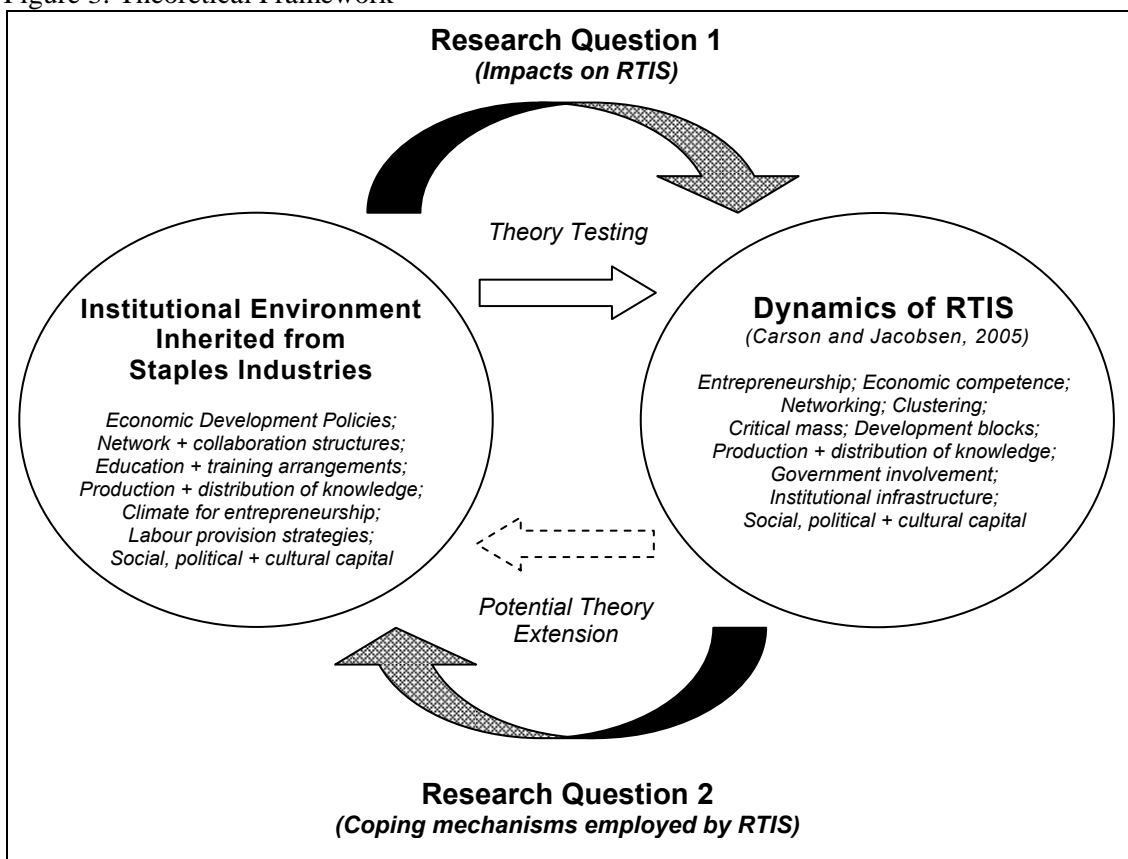 Figure 3: Theoretical Framework
Research Question 1
(Impacts on RTIS)
Theory Testing
Institutional Environment
Inherited from
Staples Industries
Economic Development Policies;
Network + collaboration structures;
Education + training arrangements;
Production + distribution of knowledge;
Climate for entrepreneurship;
Labour provision strategies;
Social, political + cultural capital
Dynamics of RTIS
(Carson and Jacobsen, 2005)
Entrepreneurship; Economic competence;
Networking; Clustering;
Critical mass; Development blocks;
Production + distribution of knowledge;
Government involvement;
Institutional infrastructure;
Social, political + cultural capital
Potential Theory
Extension
Research Question 2
(Coping mechanisms employed by RTIS)